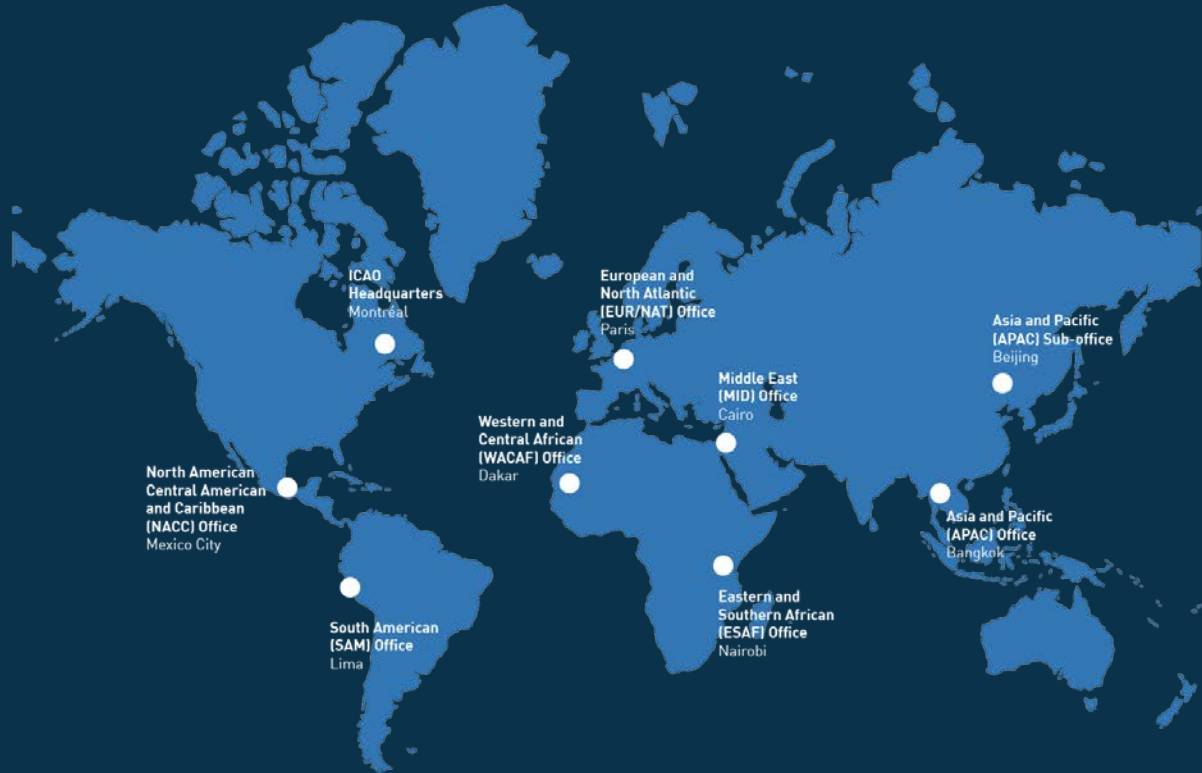 ICAO
Headquarters
Montréal
European and
North Atlantic
(EUR/NAT) Office
Paris
Asia and Pacific
(APAC) Sub-office
Beijing
Middle East
(MID) Office
Cairo
Western and
Central African
(WACAF) Office
Dakar
North American
Central American
and Caribbean
(NACC) Office
Mexico City
Asia and Pacific
(APAC) Office
Bangkok
Eastern and
Southern African
(ESAF) Office
Nairobi
South American
(SAM) Office
Lima